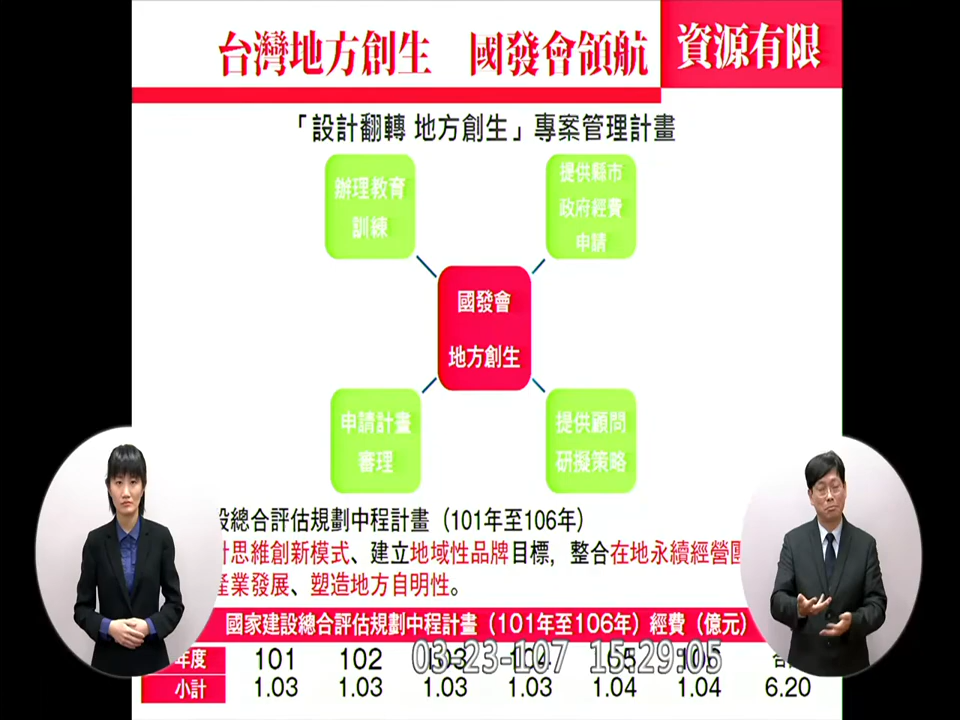 台灣地方創生 國發會領航
資源有限
「設計翻轉 地方創生」專案管理計畫
辦理教育
訓練
提供縣市
政府經費
申請
國發會
地方創生
申請計畫
審理
提供顧問
研擬策略
設總合評估規劃中程計畫（101年至106年）
計思維創新模式、建立地域性品牌目標，整合在地永續經營團
產業發展、塑造地方自明性。
國家建設總合評估規劃中程計畫（101年至106年）經費（億元）
年度 101 102 103 104 105 106
03-23-107 15:29:05
小計 1.03 1.03 1.03 1.03 1.04 1.04 6.20